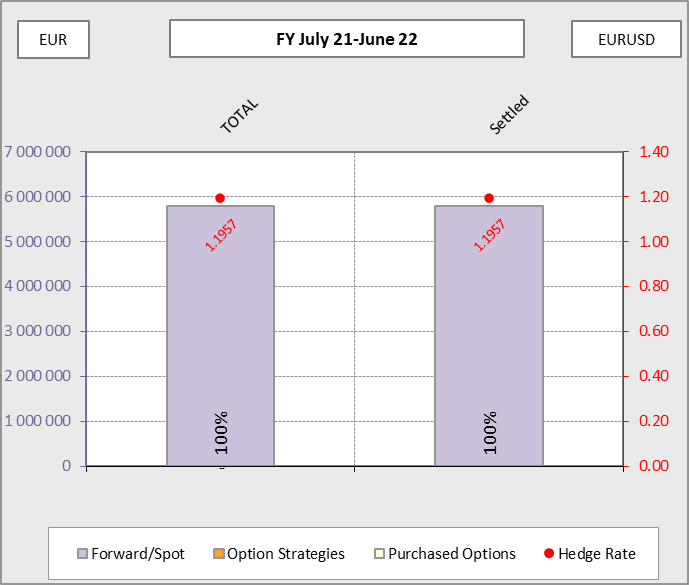 EUR
FY July 21-June 22
EURUSD
TOTAL
Settled
7 000 000
6 000 000
5 000 000
4 000 000
3 000 000
2 000 000
1 000 000
0
1.40
1.20
1.00
0.80
0.60
0.40
0.20
0.00
1.1957
1.1957
100%
100%
-
Forward/Spot
Option Strategies
Purchased Options
Hedge Rate